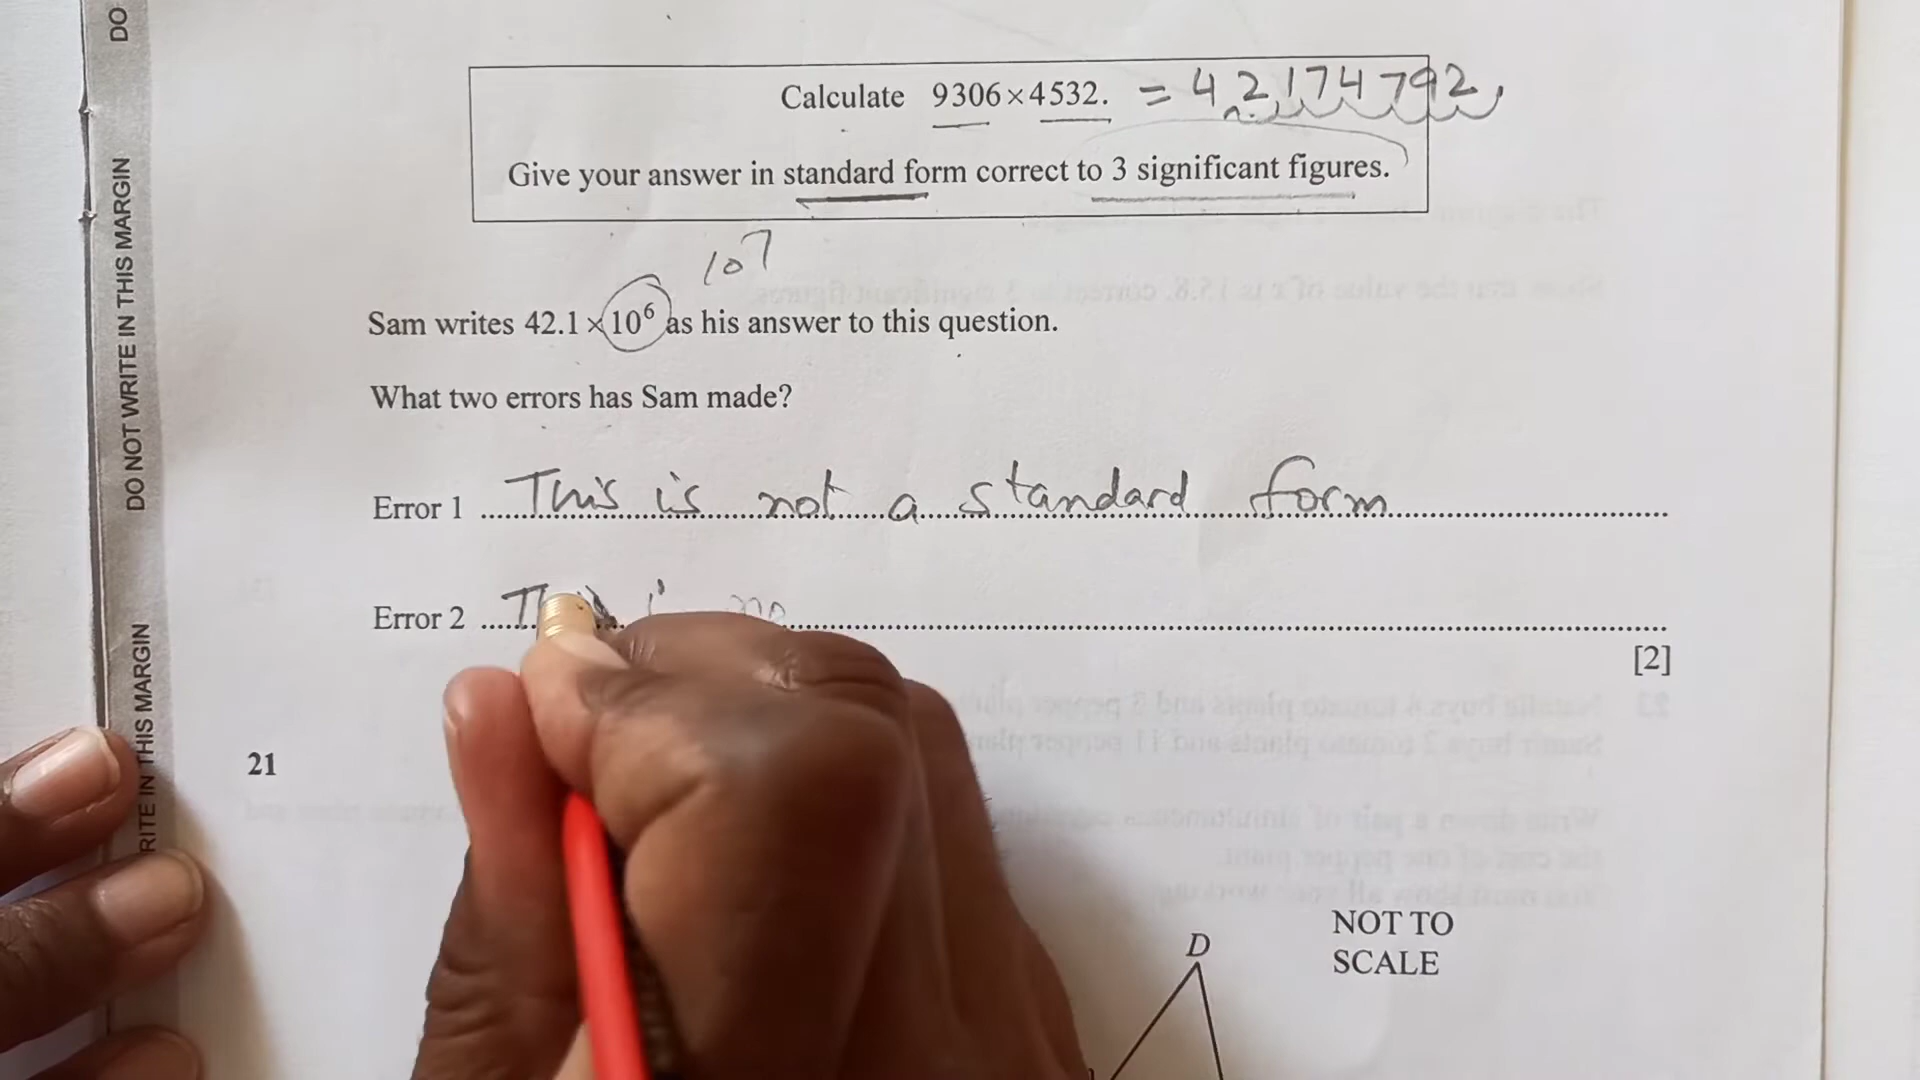 DO
DO NOT WRITE IN THIS MARGIN
RITE IN THIS MARGIN
Calculate 9306 × 4532. = 42174792.
Give your answer in standard form correct to 3 significant figures.
10⁷
Sam writes 42.1 × 10⁶ as his answer to this question.
What two errors has Sam made?
Error 1 This is not a standard form
Error 2
[2]
21
NOT TO
SCALE
D